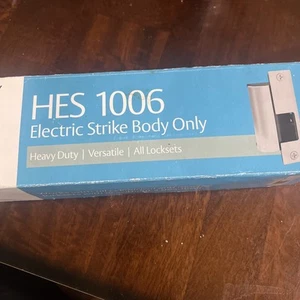 HES 1006
Electric Strike Body Only
Heavy Duty | Versatile | All Locksets